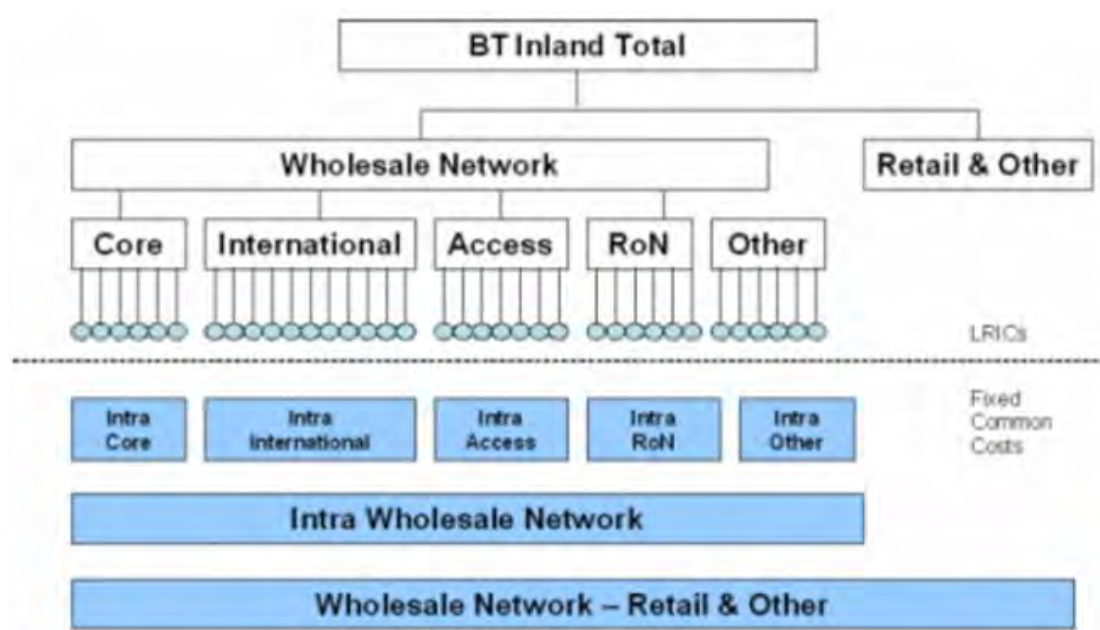 BT Inland Total
Wholesale Network
Retail & Other
Core
International
Access
RoN
Other
LRICs
Intra
Core
Intra
International
Intra
Access
Intra
RoN
Intra
Other
Fixed
Common
Costs
Intra Wholesale Network
Wholesale Network – Retail & Other